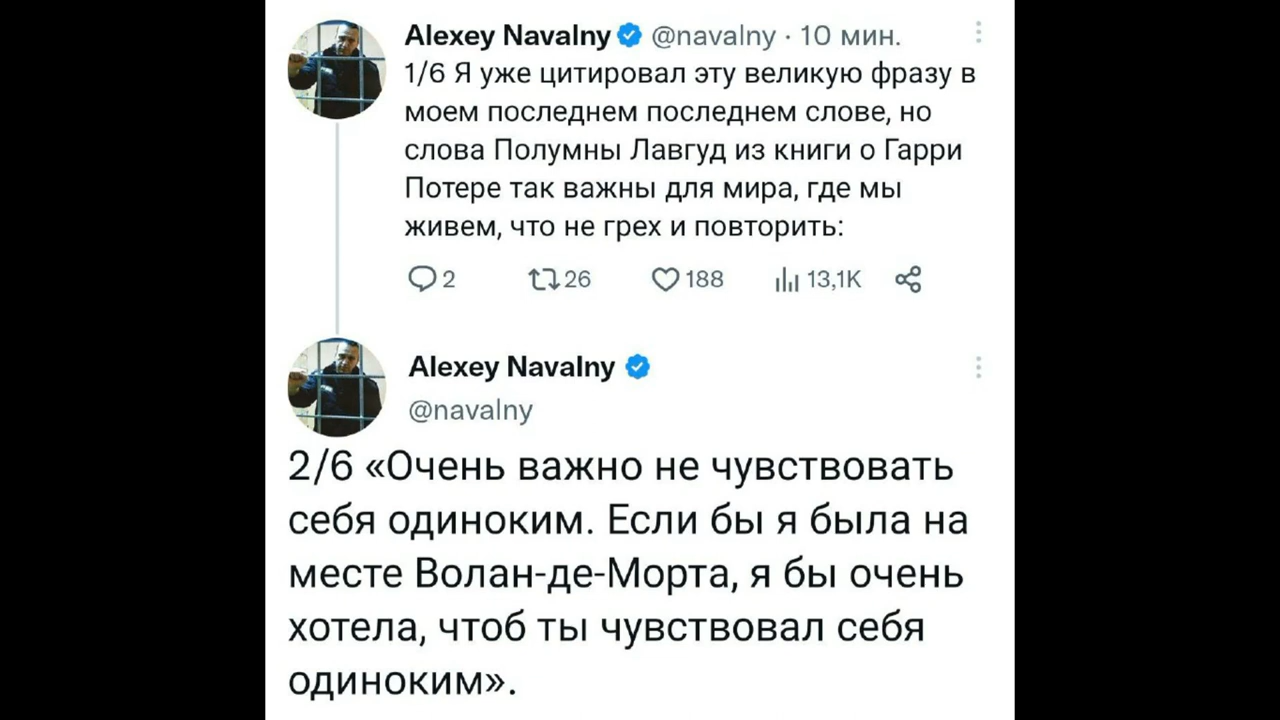 Alexey Navalny @navalny · 10 мин.
1/6 Я уже цитировал эту великую фразу в
моем последнем последнем слове, но
слова Полумны Лавгуд из книги о Гарри
Потере так важны для мира, где мы
живем, что не грех и повторить:
2 26 188 13,1K
Alexey Navalny
@navalny
2/6 «Очень важно не чувствовать
себя одиноким. Если бы я была на
месте Волан-де-Морта, я бы очень
хотела, чтоб ты чувствовал себя
одиноким».